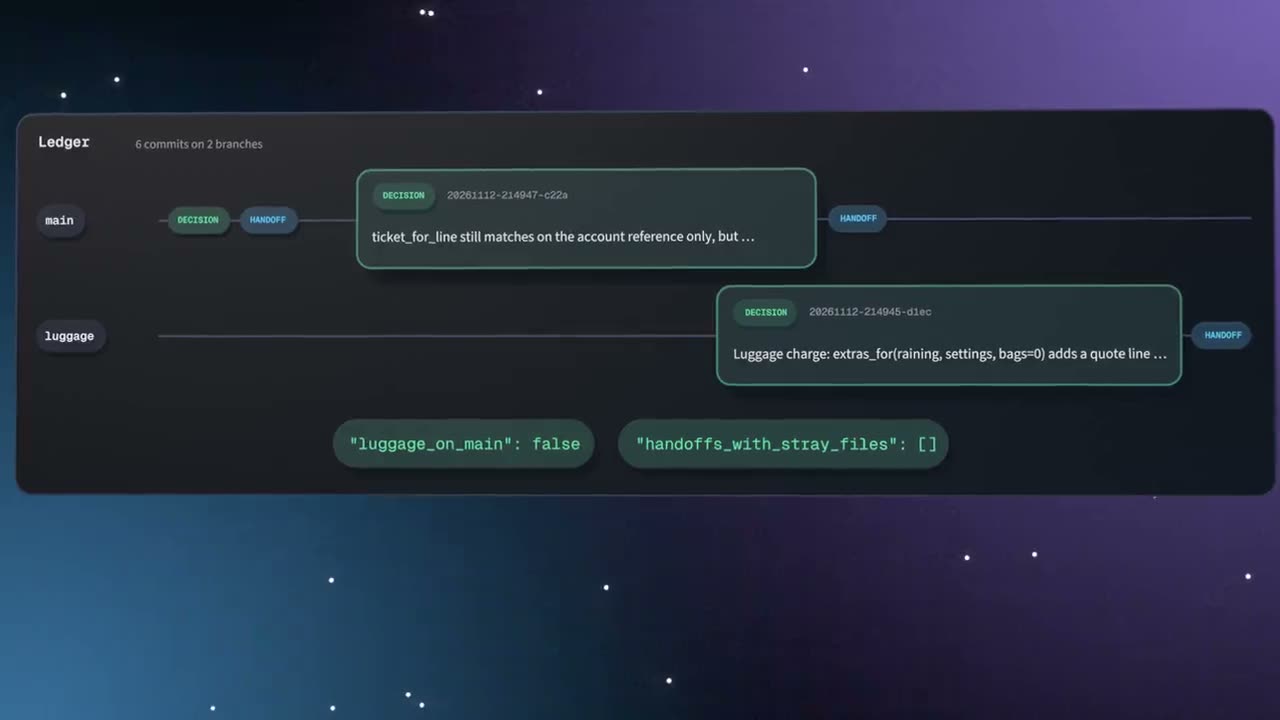 Ledger 6 commits on 2 branches
DECISION 20261112-214947-c22a
main DECISION HANDOFF HANDOFF
ticket_for_line still matches on the account reference only, but …
DECISION 20261112-214945-d1ec
luggage HANDOFF
Luggage charge: extras_for(raining, settings, bags=0) adds a quote line …
"luggage_on_main": false "handoffs_with_stray_files": []